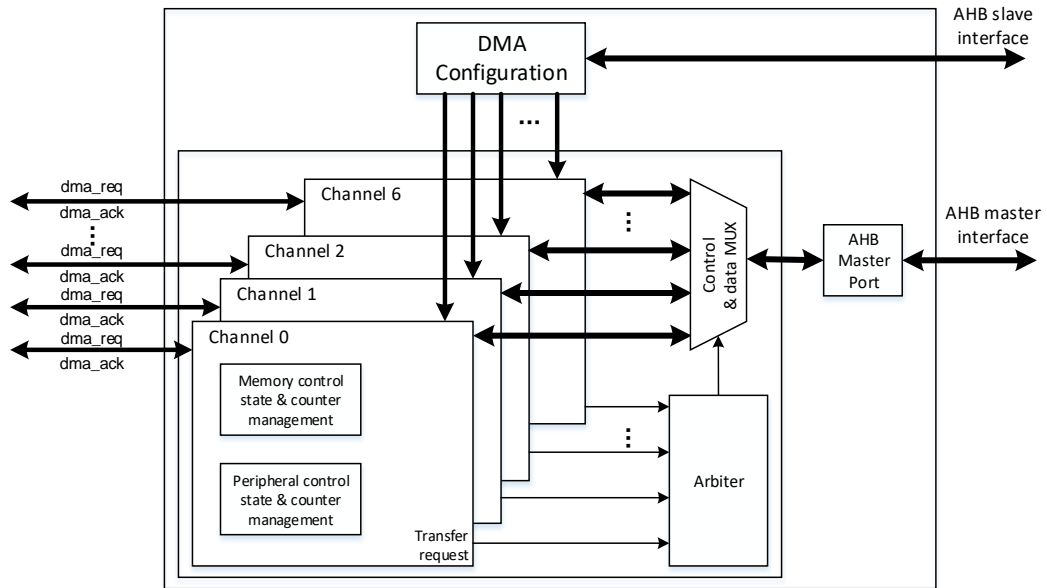 AHB slave
interface
DMA
Configuration
...
dma_req
dma_ack
...
dma_req
dma_ack
dma_req
dma_ack
dma_req
dma_ack
Channel 6
Channel 2
Channel 1
Channel 0
Memory control
state & counter
management
Peripheral control
state & counter
management
Transfer
request
...
Control
& data MUX
...
Arbiter
AHB
Master
Port
AHB master
interface